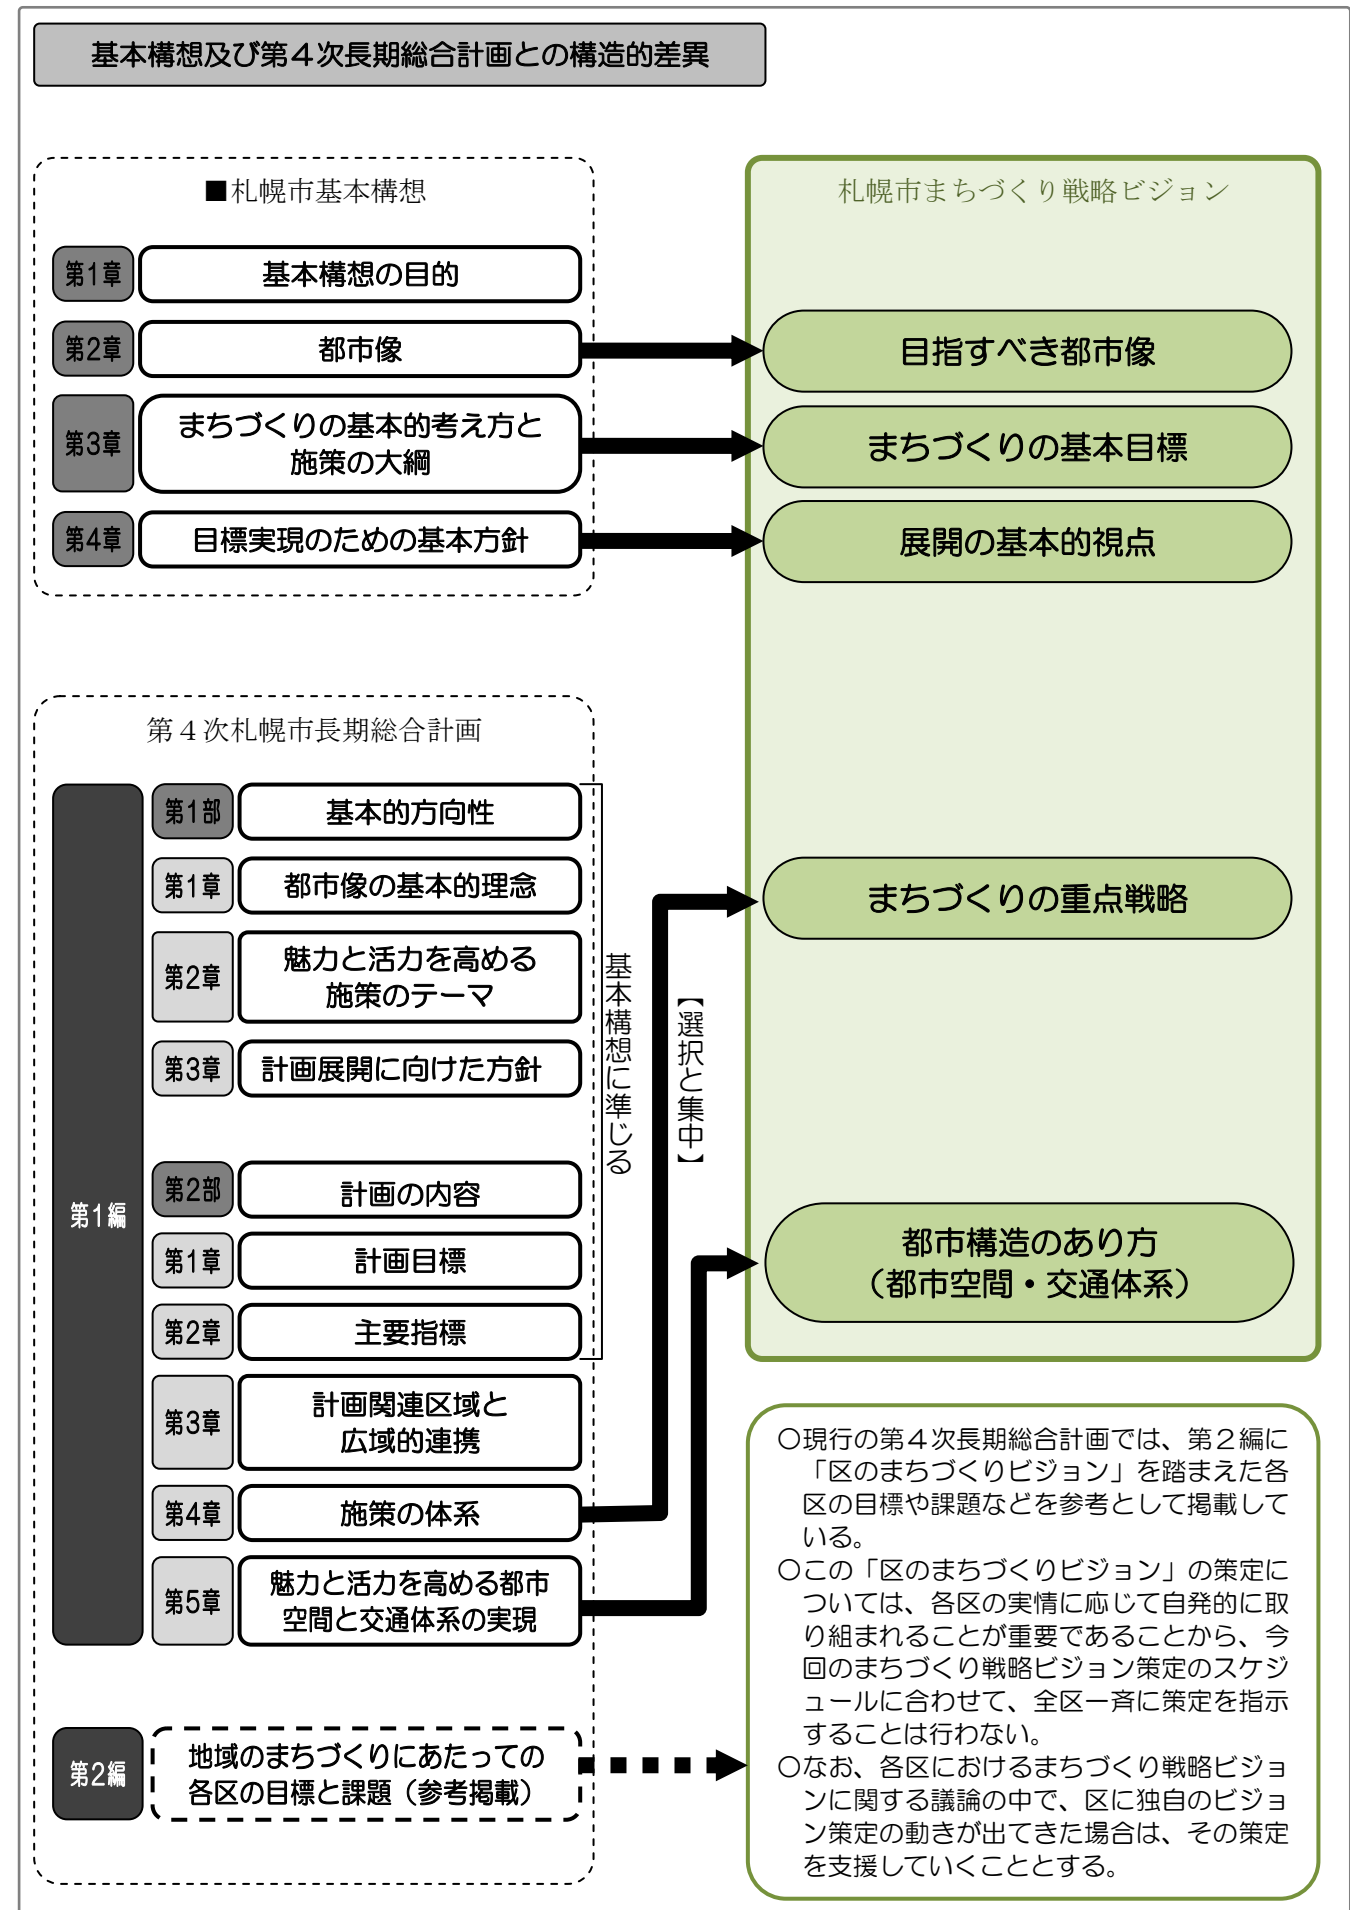 基本構想及び第４次長期総合計画との構造的差異
■札幌市基本構想
第1章
基本構想の目的
第2章
都市像
第3章
まちづくりの基本的考え方と
施策の大綱
第4章
目標実現のための基本方針
札幌市まちづくり戦略ビジョン
目指すべき都市像
まちづくりの基本目標
展開の基本的視点
まちづくりの重点戦略
都市構造のあり方
（都市空間・交通体系）
第４次札幌市長期総合計画
第1編
第1部
基本的方向性
第1章
都市像の基本的理念
第2章
魅力と活力を高める
施策のテーマ
第3章
計画展開に向けた方針
第2部
計画の内容
第1章
計画目標
第2章
主要指標
第3章
計画関連区域と
広域的連携
第4章
施策の体系
第5章
魅力と活力を高める都市
空間と交通体系の実現
基本構想に準じる
【選択と集中】
第2編
地域のまちづくりにあたっての
各区の目標と課題（参考掲載）
○現行の第４次長期総合計画では、第２編に
「区のまちづくりビジョン」を踏まえた各
区の目標や課題などを参考として掲載して
いる。
○この「区のまちづくりビジョン」の策定に
ついては、各区の実情に応じて自発的に取
り組まれることが重要であることから、今
回のまちづくり戦略ビジョン策定のスケジ
ュールに合わせて、全区一斉に策定を指示
することは行わない。
○なお、各区におけるまちづくり戦略ビジョ
ンに関する議論の中で、区に独自のビジョ
ン策定の動きが出てきた場合は、その策定
を支援していくこととする。